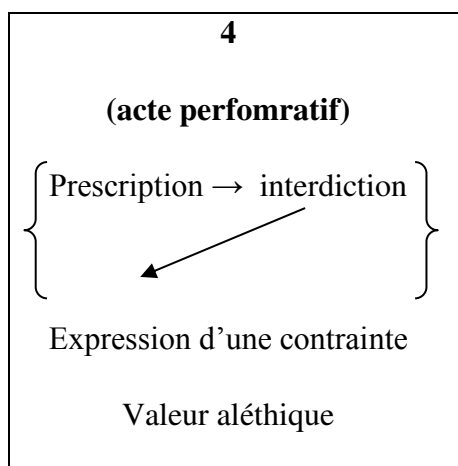 4
(acte perfomratif)
Prescription → interdiction
Expression d’une contrainte
Valeur aléthique